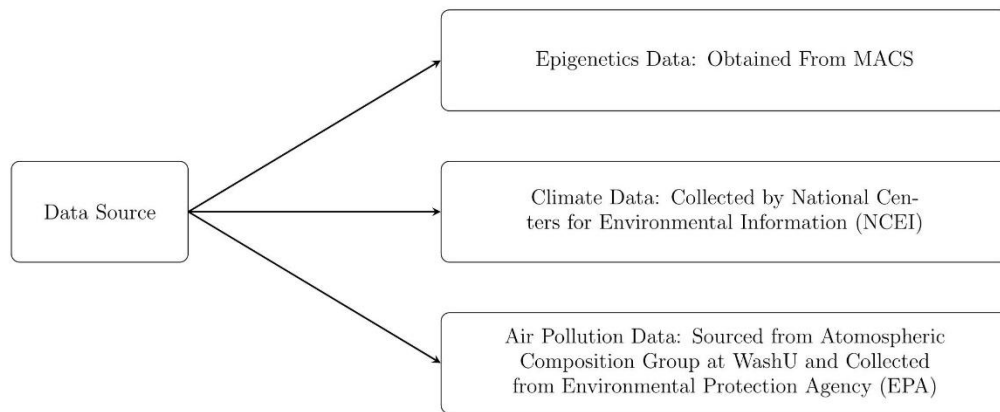 Epigenetics Data: Obtained From MACS
Data Source
Climate Data: Collected by National Cen-
ters for Environmental Information (NCEI)
Air Pollution Data: Sourced from Atomospheric
Composition Group at WashU and Collected
from Environmental Protection Agency (EPA)